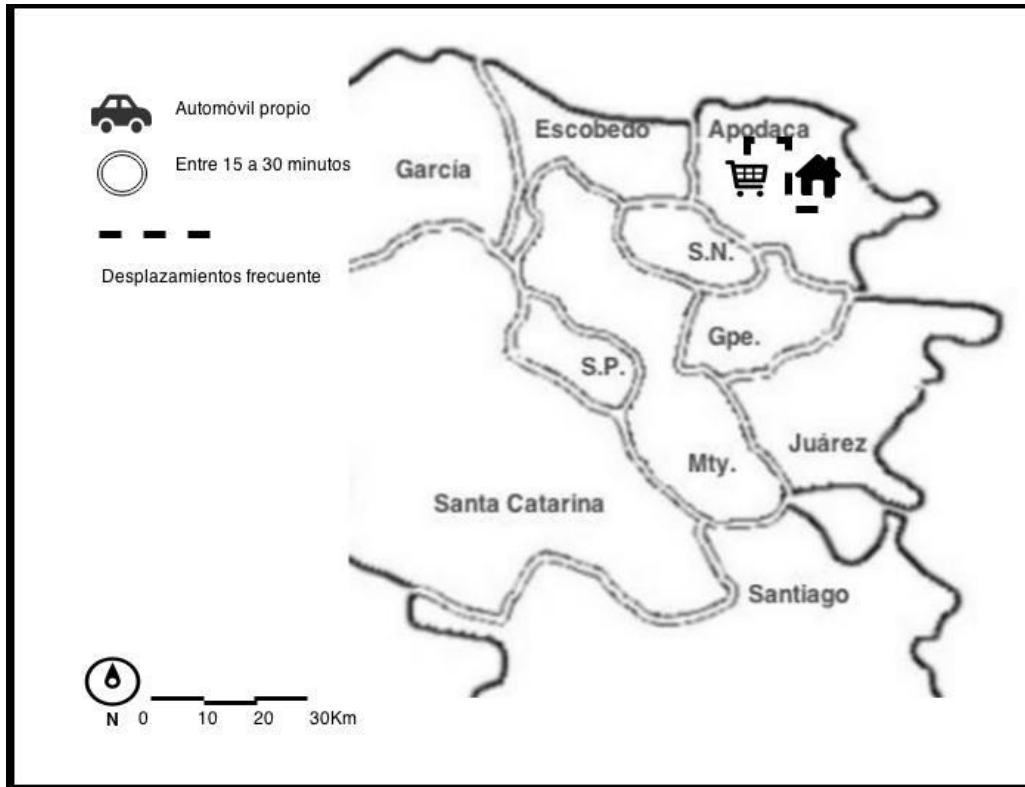 Automóvil propio
Entre 15 a 30 minutos
Desplazamientos frecuente
García
Escobedo
Apodaca
S.N.
Gpe.
S.P.
Juárez
Mty.
Santa Catarina
Santiago
N 0 10 20 30Km